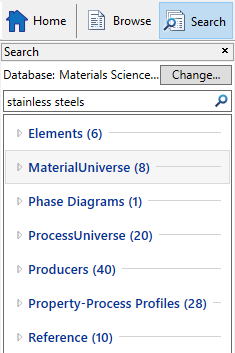 Home Browse Search
Search ×
Database: Materials Science... Change...
stainless steels
Elements (6)
MaterialUniverse (8)
Phase Diagrams (1)
ProcessUniverse (20)
Producers (40)
Property-Process Profiles (28)
Reference (10)